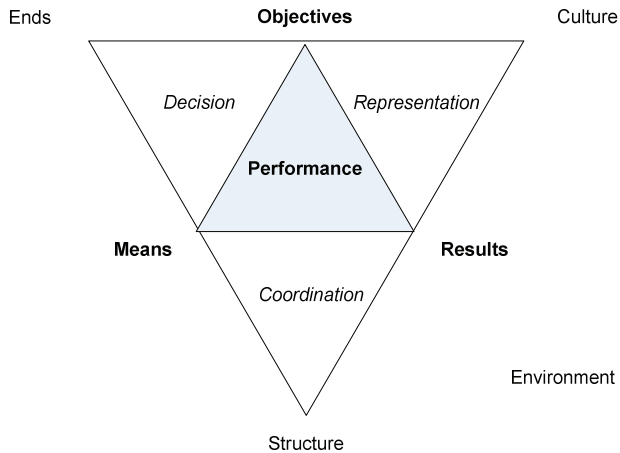 Ends
Objectives
Culture
Decision
Representation
Performance
Means
Results
Coordination
Environment
Structure